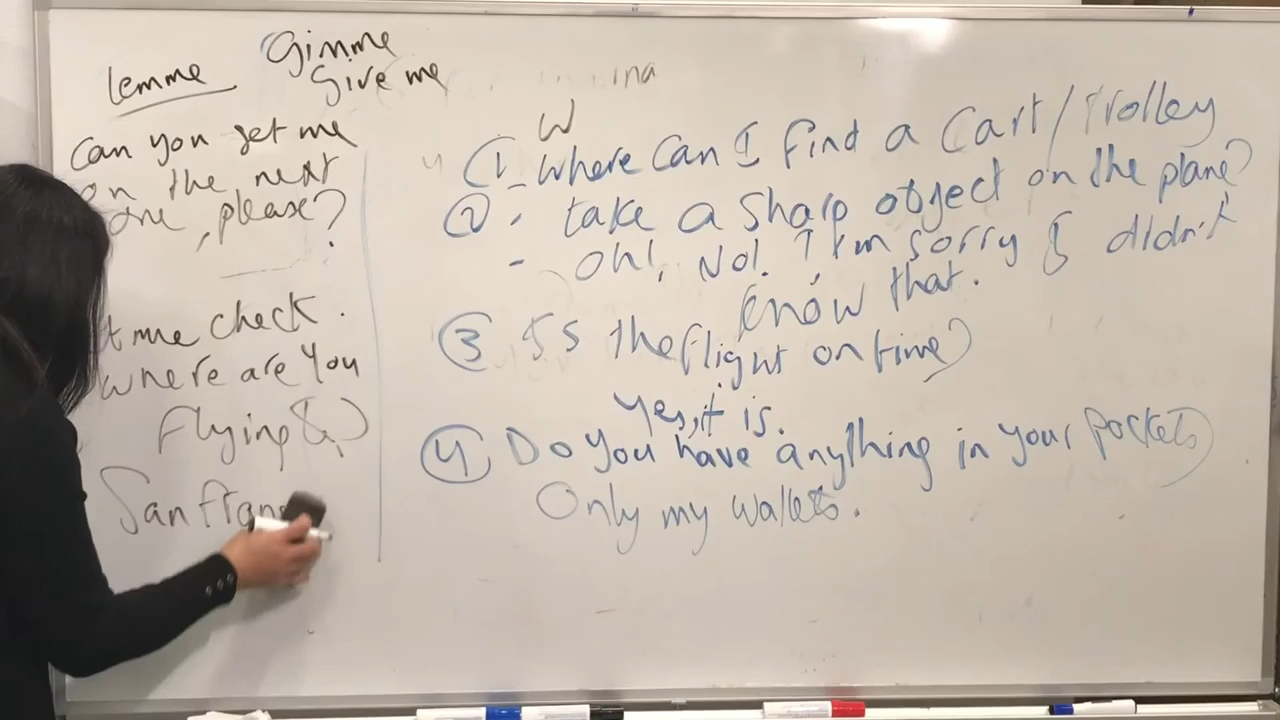 lemme
Gimme
Give me
Can you get me
on the next
one, please?
t me check.
where are You
Flying to?
San fran
ina
W
1 - Where Can I find a Cart/Trolley
2 - take a Sharp object on the plane?
- Oh!, No!. I'm sorry I didn't
know that.
3 Is the flight on time?
Yes, it is.
4 Do you have anything in your pockets?
Only my wallets.